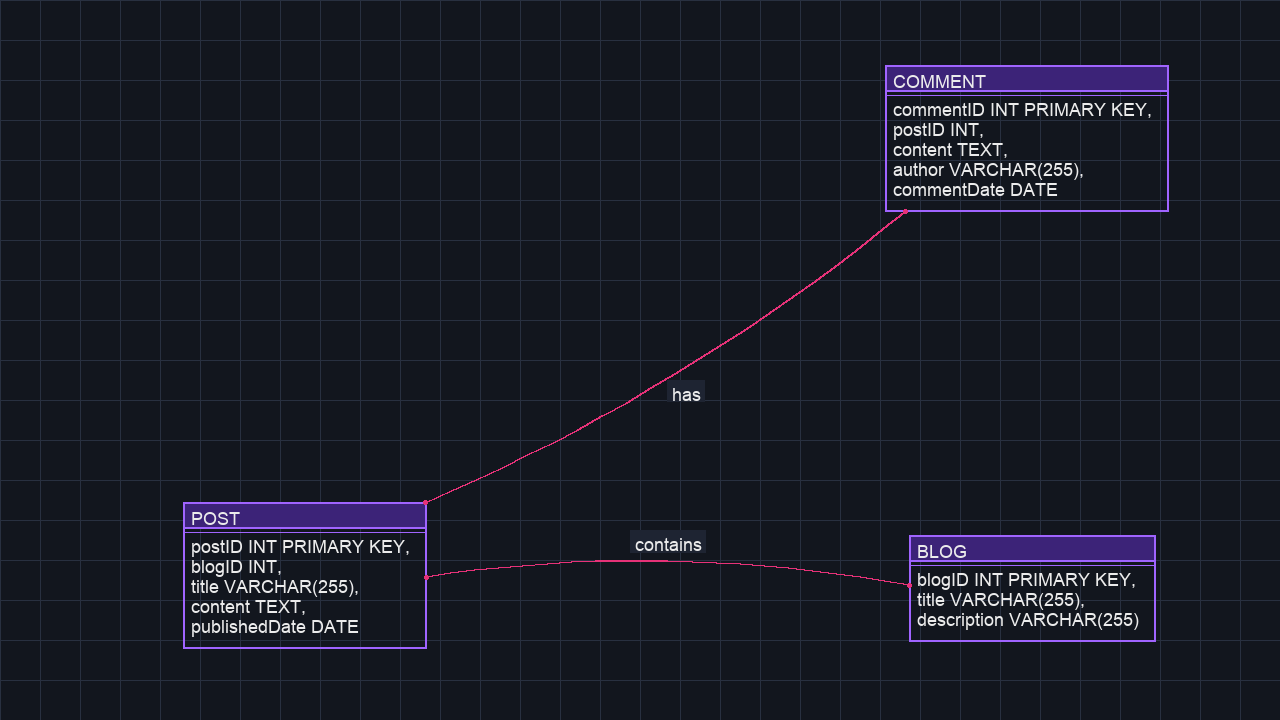 COMMENT
commentID INT PRIMARY KEY,
postID INT,
content TEXT,
author VARCHAR(255),
commentDate DATE
has
POST
postID INT PRIMARY KEY,
blogID INT,
title VARCHAR(255),
content TEXT,
publishedDate DATE
contains
BLOG
blogID INT PRIMARY KEY,
title VARCHAR(255),
description VARCHAR(255)